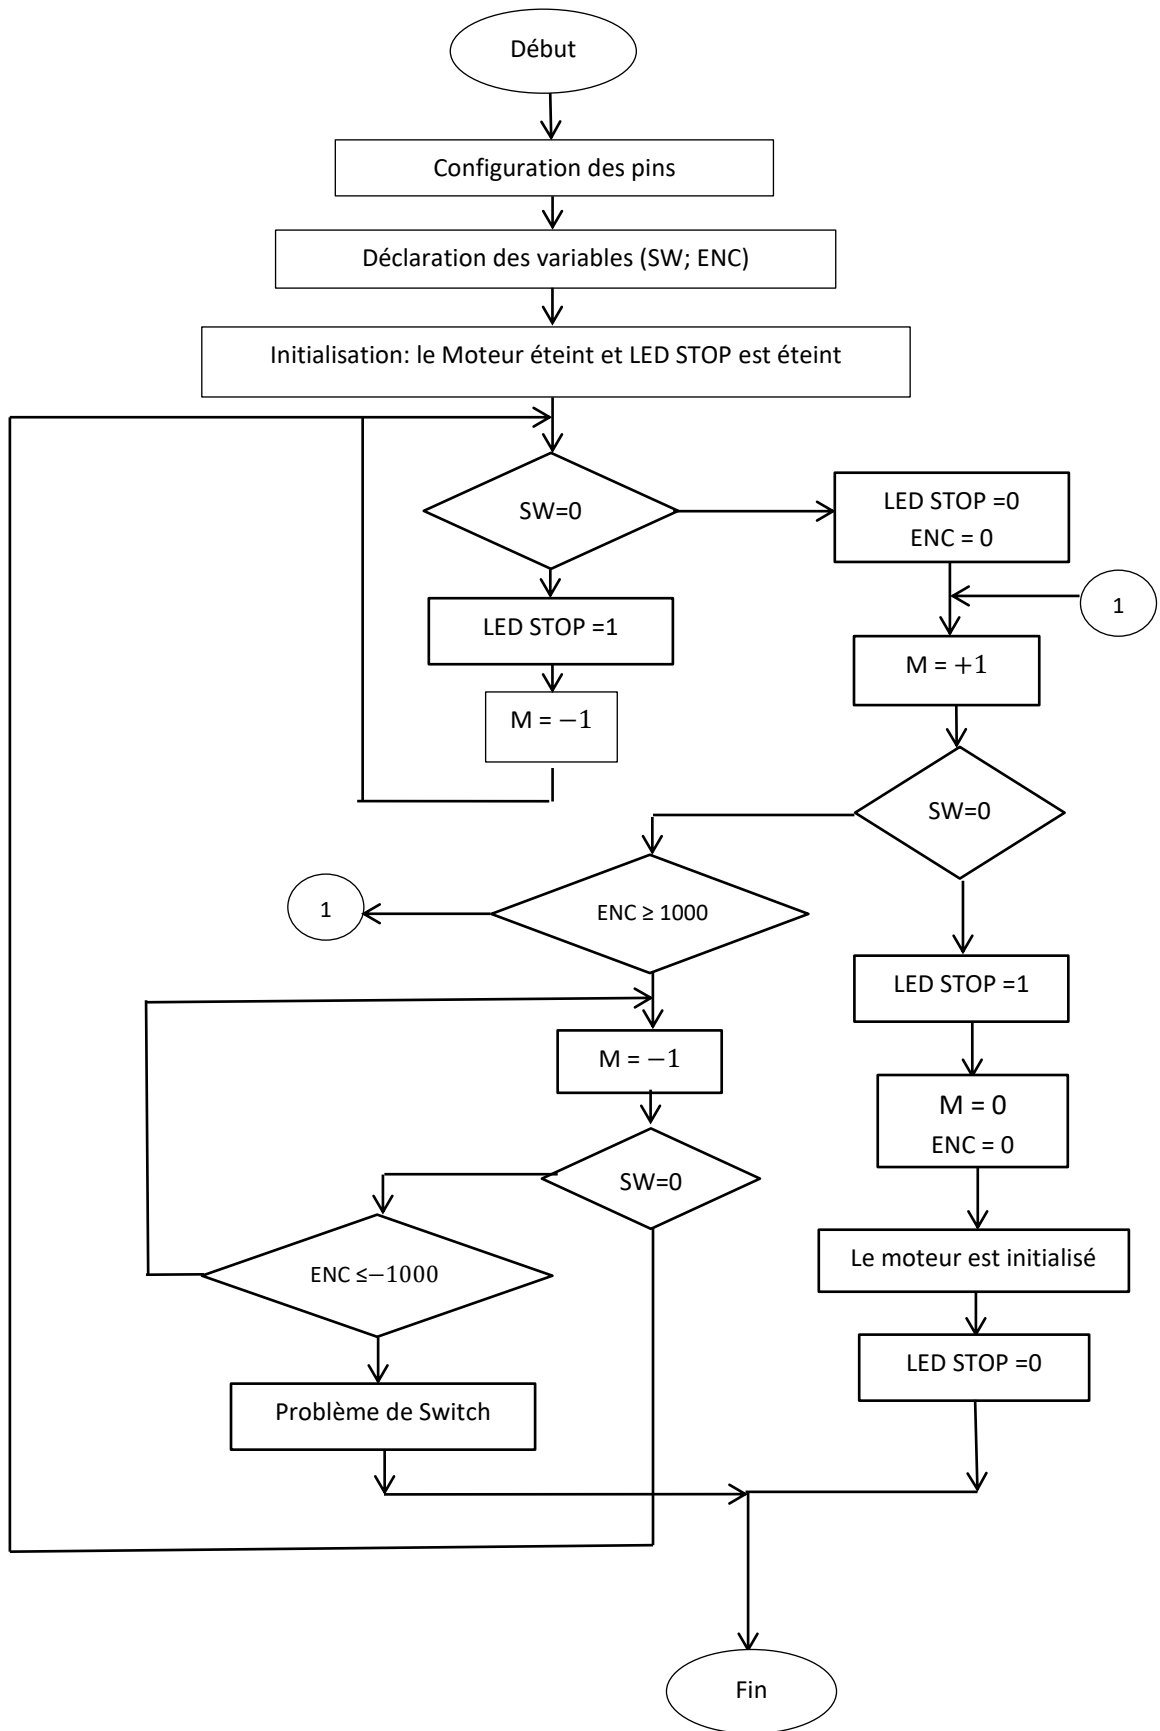 Début
Configuration des pins
Déclaration des variables (SW; ENC)
Initialisation: le Moteur éteint et LED STOP est éteint
SW=0
LED STOP =0
ENC = 0
1
LED STOP =1
M = +1
M = −1
SW=0
ENC ≥ 1000
1
LED STOP =1
M = −1
M = 0
ENC = 0
SW=0
ENC ≤−1000
Le moteur est initialisé
LED STOP =0
Problème de Switch
Fin